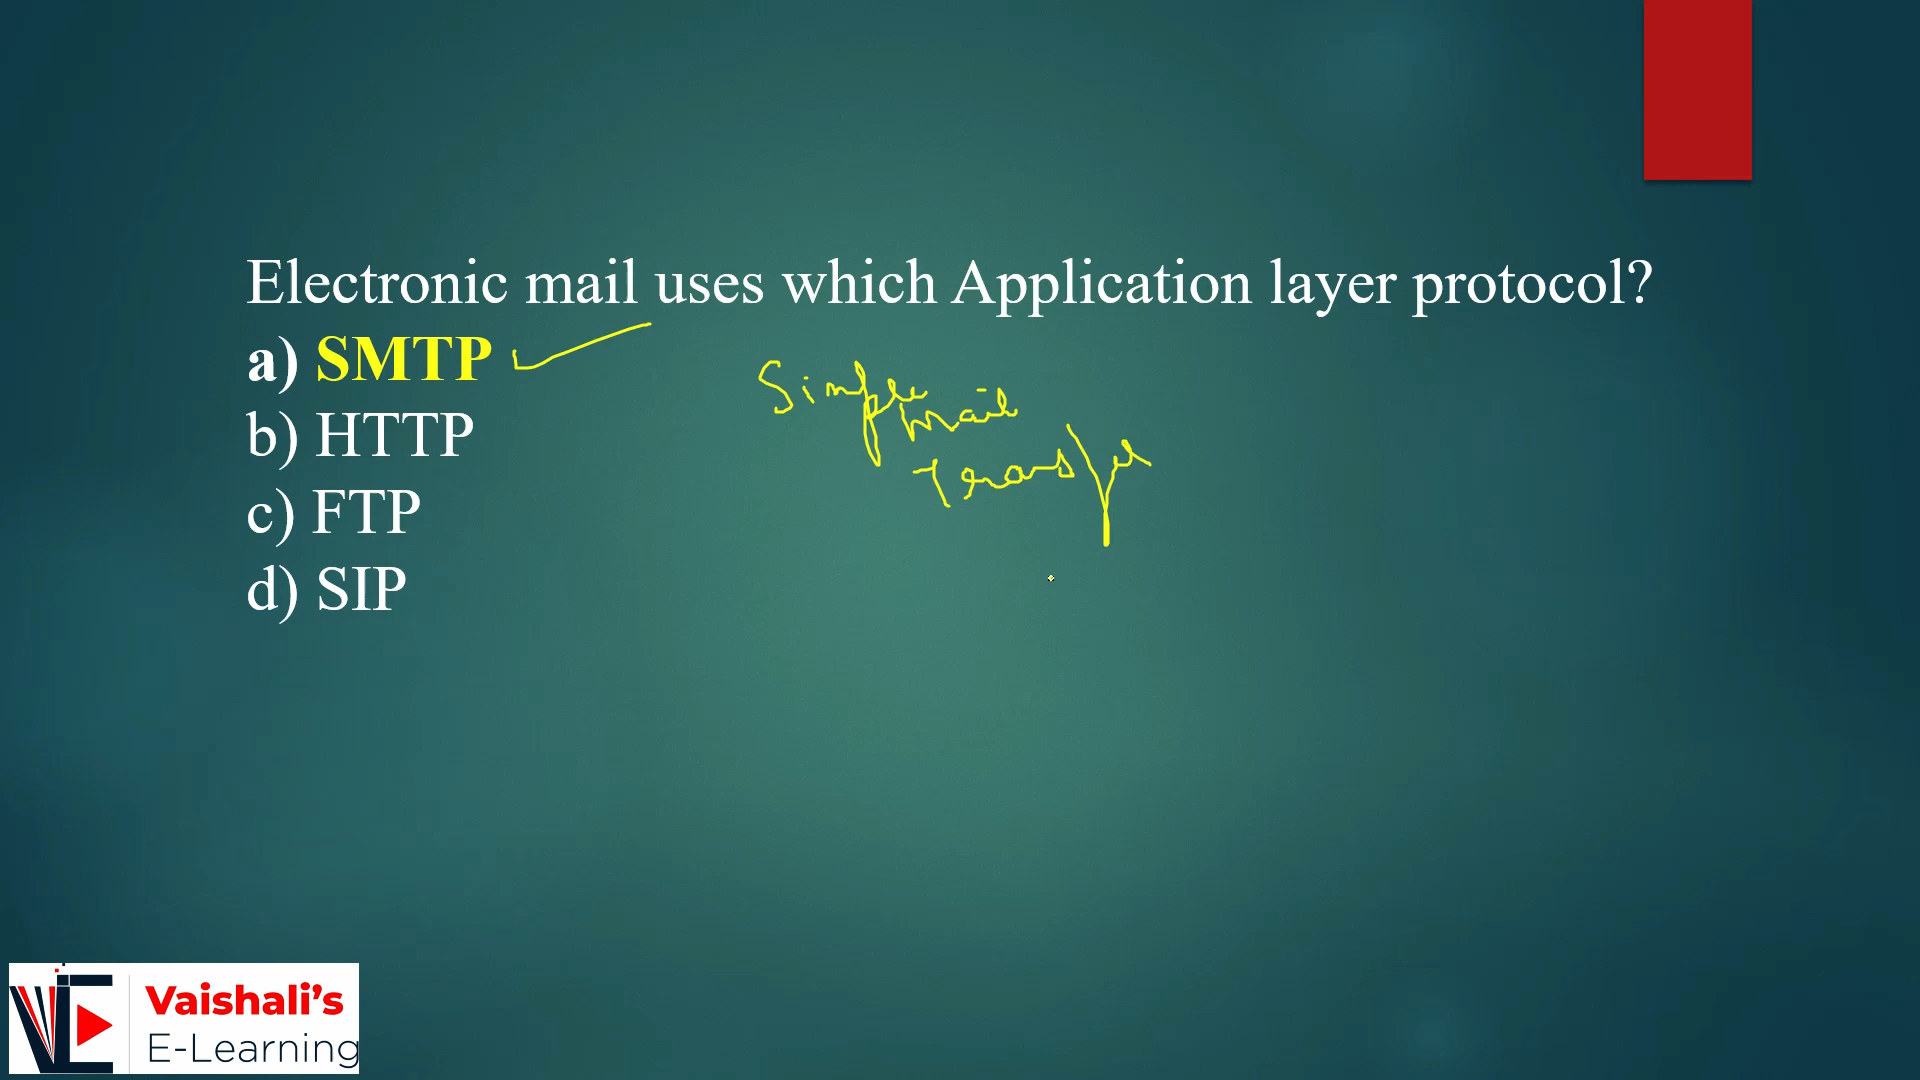 Electronic mail uses which Application layer protocol?
a) SMTP
b) HTTP
c) FTP
d) SIP
Simple
Mail
Transfer
Vaishali's
E-Learning